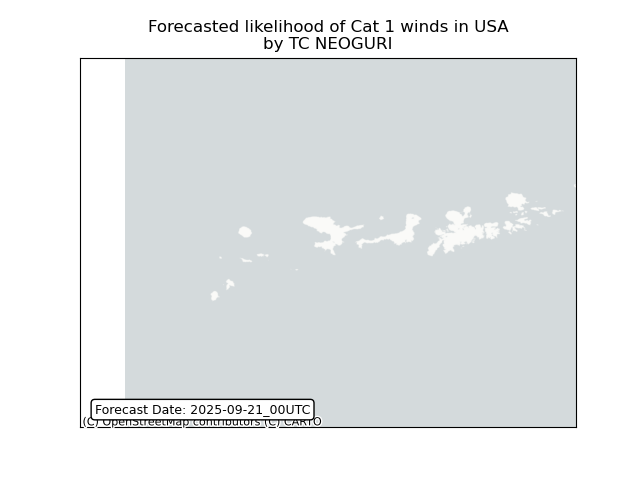 Forecasted likelihood of Cat 1 winds in USA
by TC NEOGURI
Forecast Date: 2025-09-21_00UTC
(C) OpenStreetMap contributors (C) CARTO